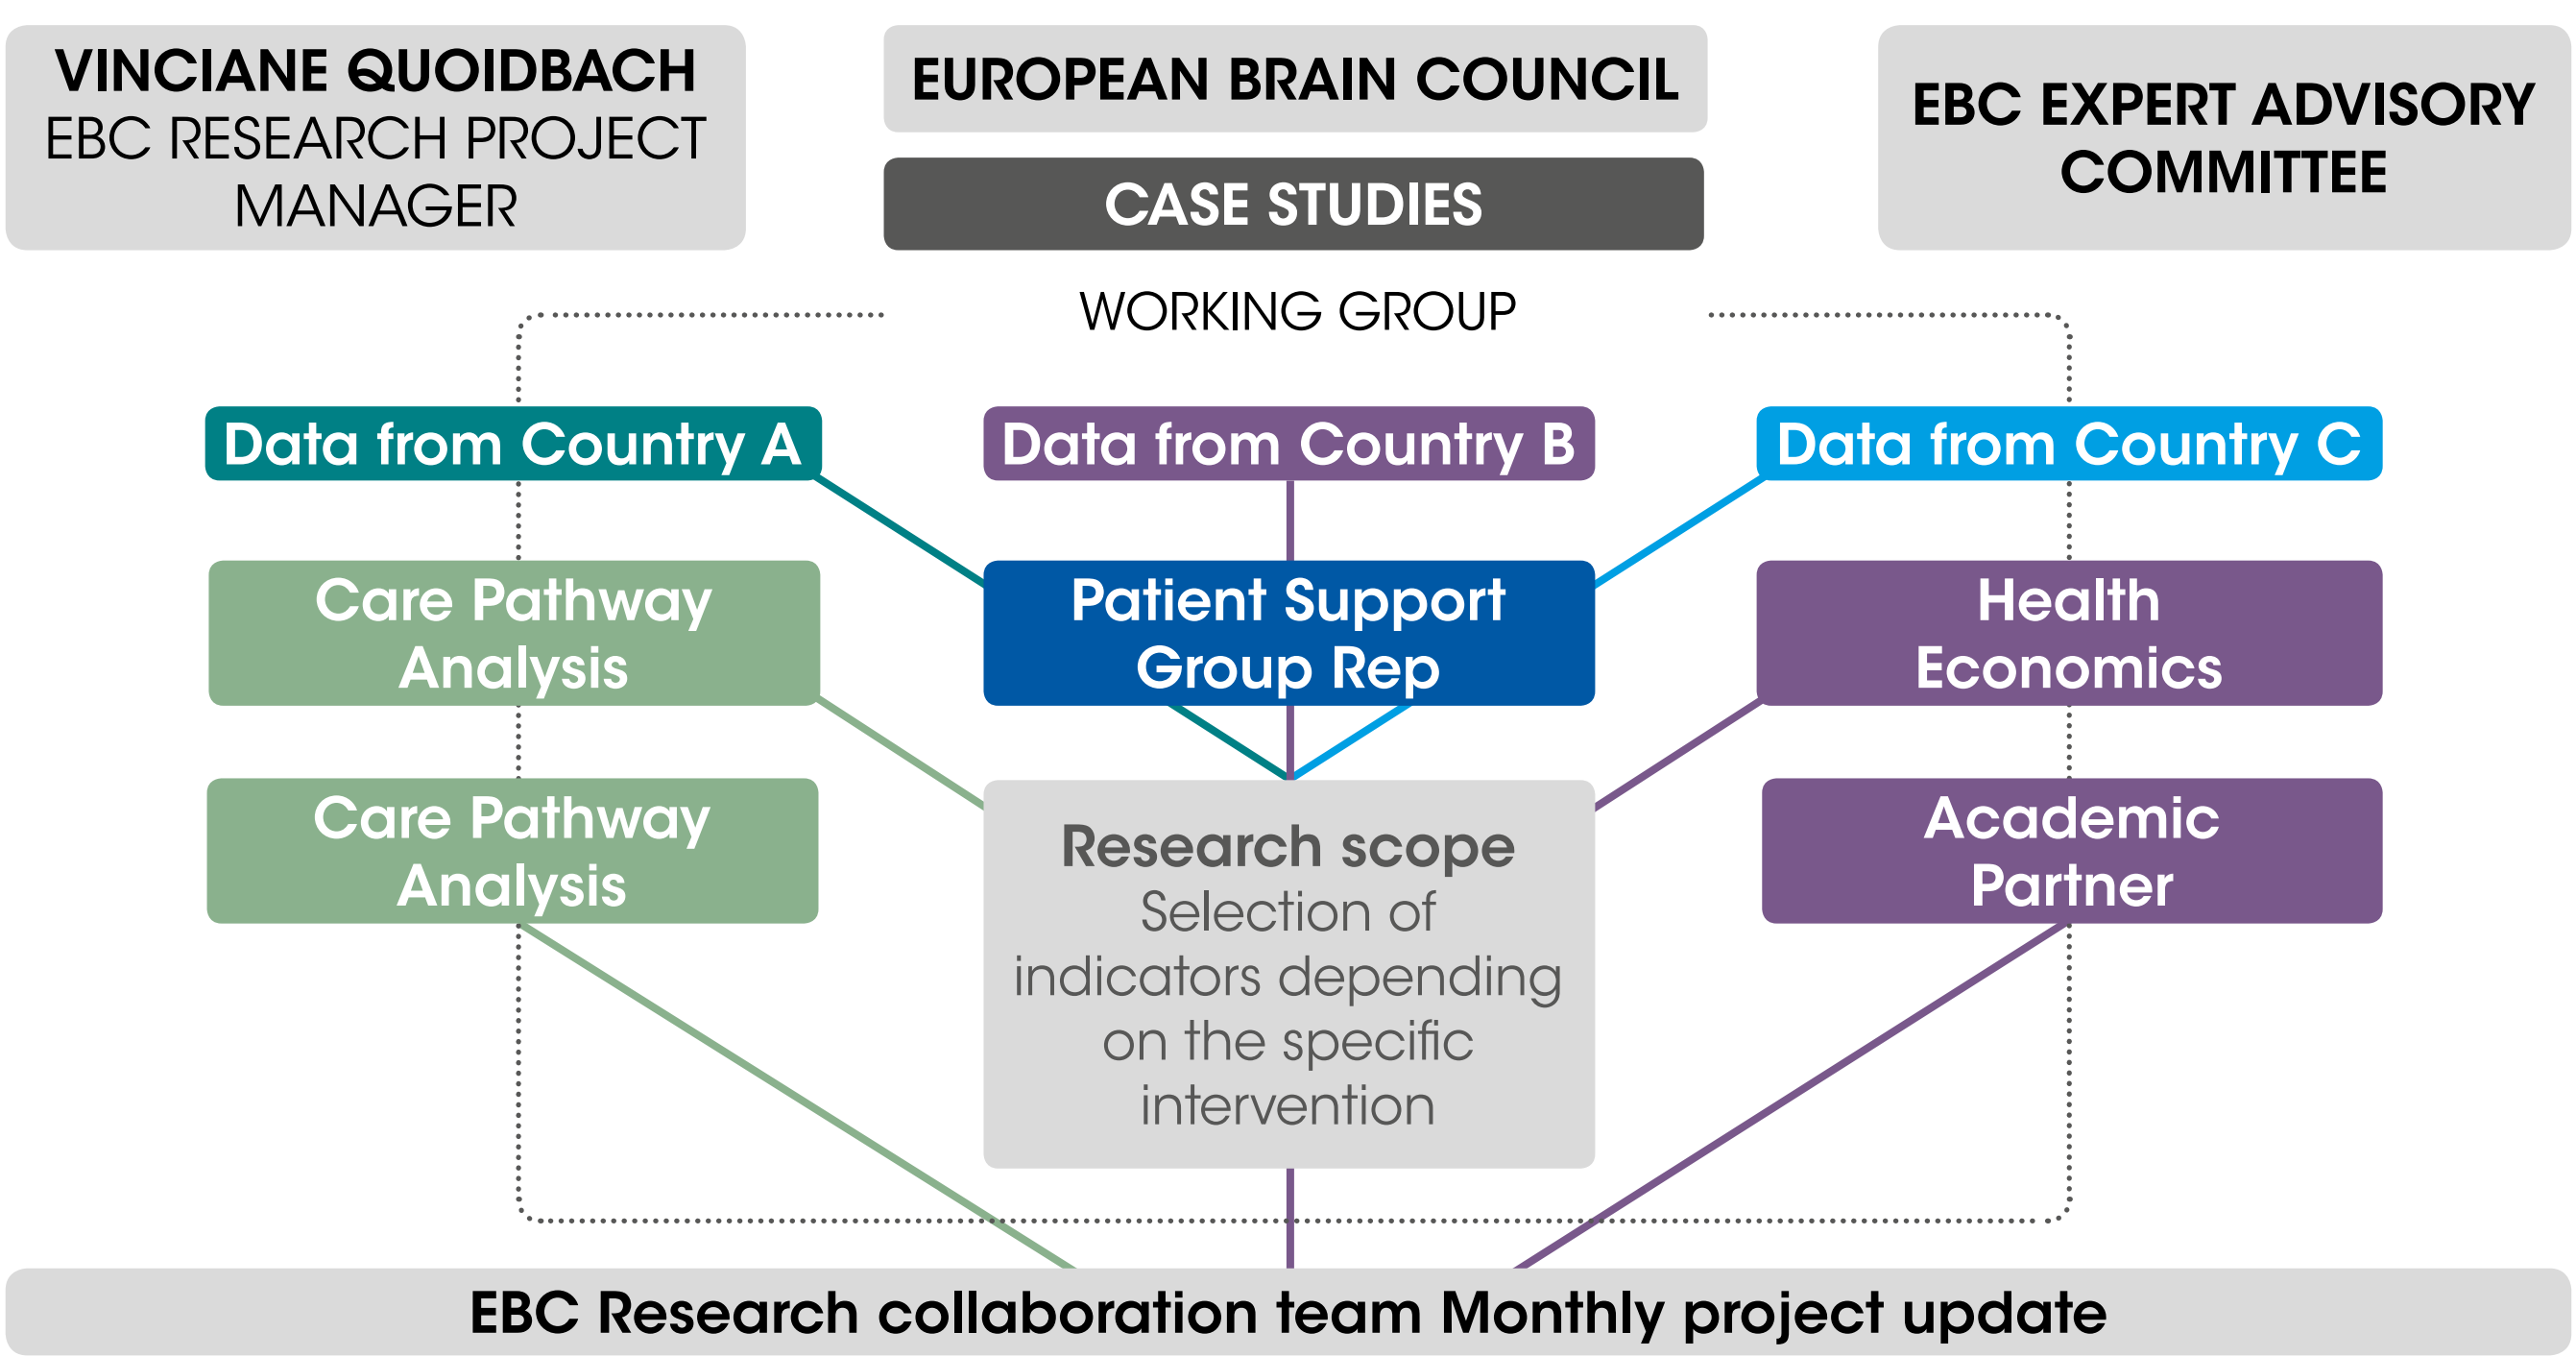 VINCIANE QUOIDBACH
EBC RESEARCH PROJECT
MANAGER
EUROPEAN BRAIN COUNCIL
CASE STUDIES
EBC EXPERT ADVISORY
COMMITTEE
WORKING GROUP
Data from Country A
Data from Country B
Data from Country C
Care Pathway
Analysis
Patient Support
Group Rep
Health
Economics
Care Pathway
Analysis
Research scope
Selection of
indicators depending
on the specific
intervention
Academic
Partner
EBC Research collaboration team Monthly project update